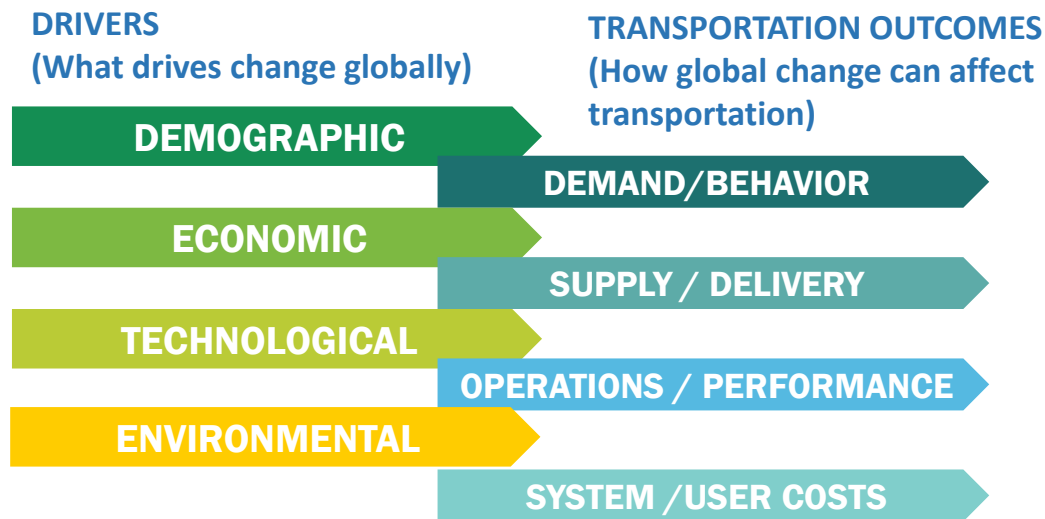 DRIVERS
(What drives change globally)
TRANSPORTATION OUTCOMES
(How global change can affect
transportation)
DEMOGRAPHIC
DEMAND/BEHAVIOR
ECONOMIC
SUPPLY / DELIVERY
TECHNOLOGICAL
OPERATIONS / PERFORMANCE
ENVIRONMENTAL
SYSTEM /USER COSTS